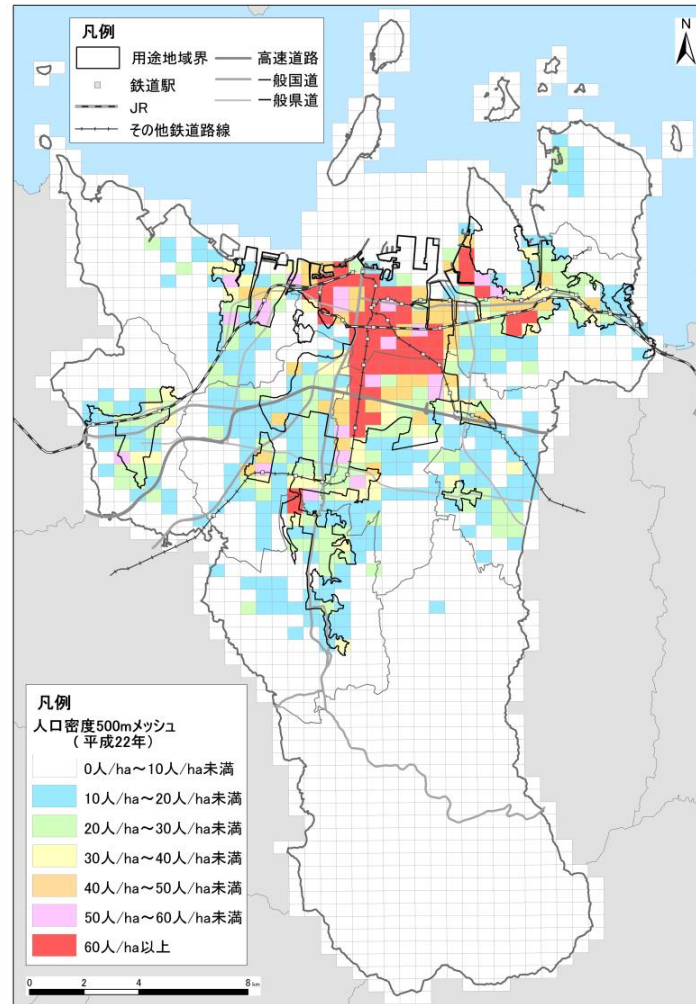 凡例
用途地域界
高速道路
鉄道駅
一般国道
JR
一般県道
その他鉄道路線
N
凡例
人口密度500mメッシュ
(平成22年)
0人/ha～10人/ha未満
10人/ha～20人/ha未満
20人/ha～30人/ha未満
30人/ha～40人/ha未満
40人/ha～50人/ha未満
50人/ha～60人/ha未満
60人/ha以上
0 2 4 8 km